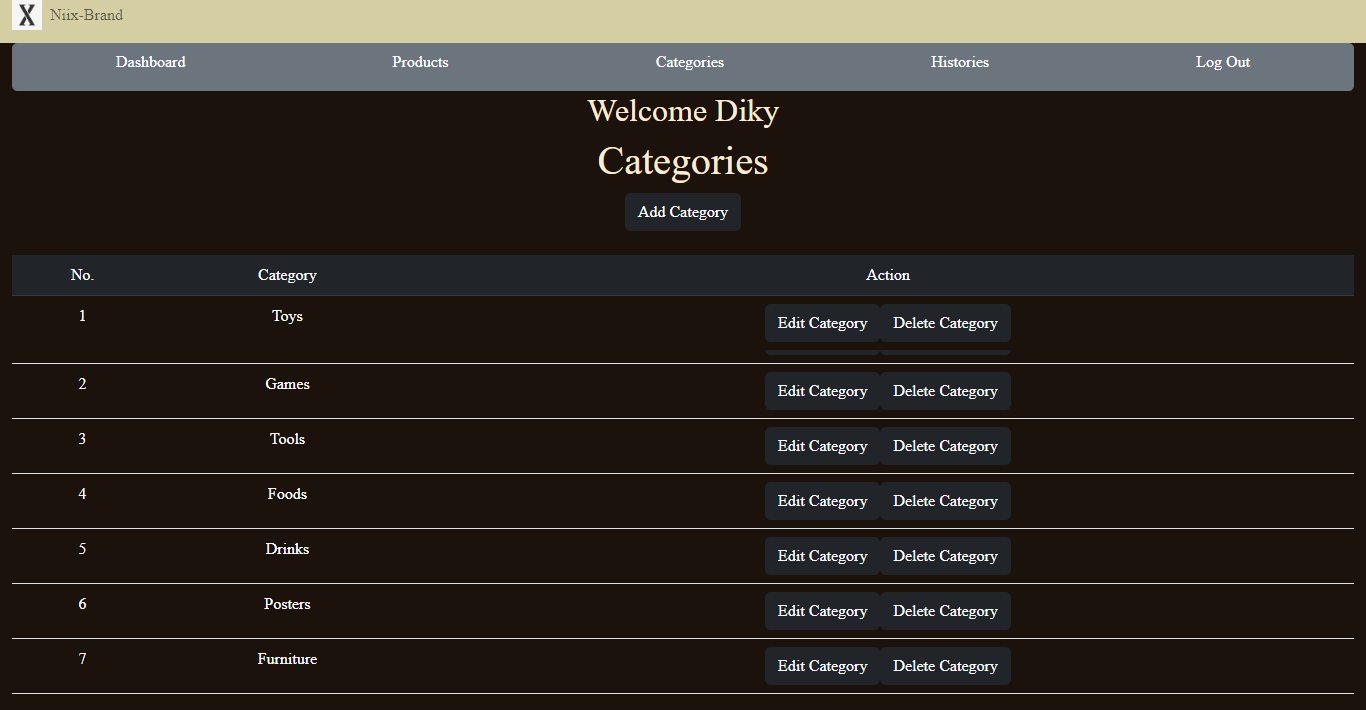 X Niix-Brand
Dashboard Products Categories Histories Log Out
Welcome Diky
Categories
Add Category
No. Category Action
1 Toys Edit Category Delete Category
2 Games Edit Category Delete Category
3 Tools Edit Category Delete Category
4 Foods Edit Category Delete Category
5 Drinks Edit Category Delete Category
6 Posters Edit Category Delete Category
7 Furniture Edit Category Delete Category